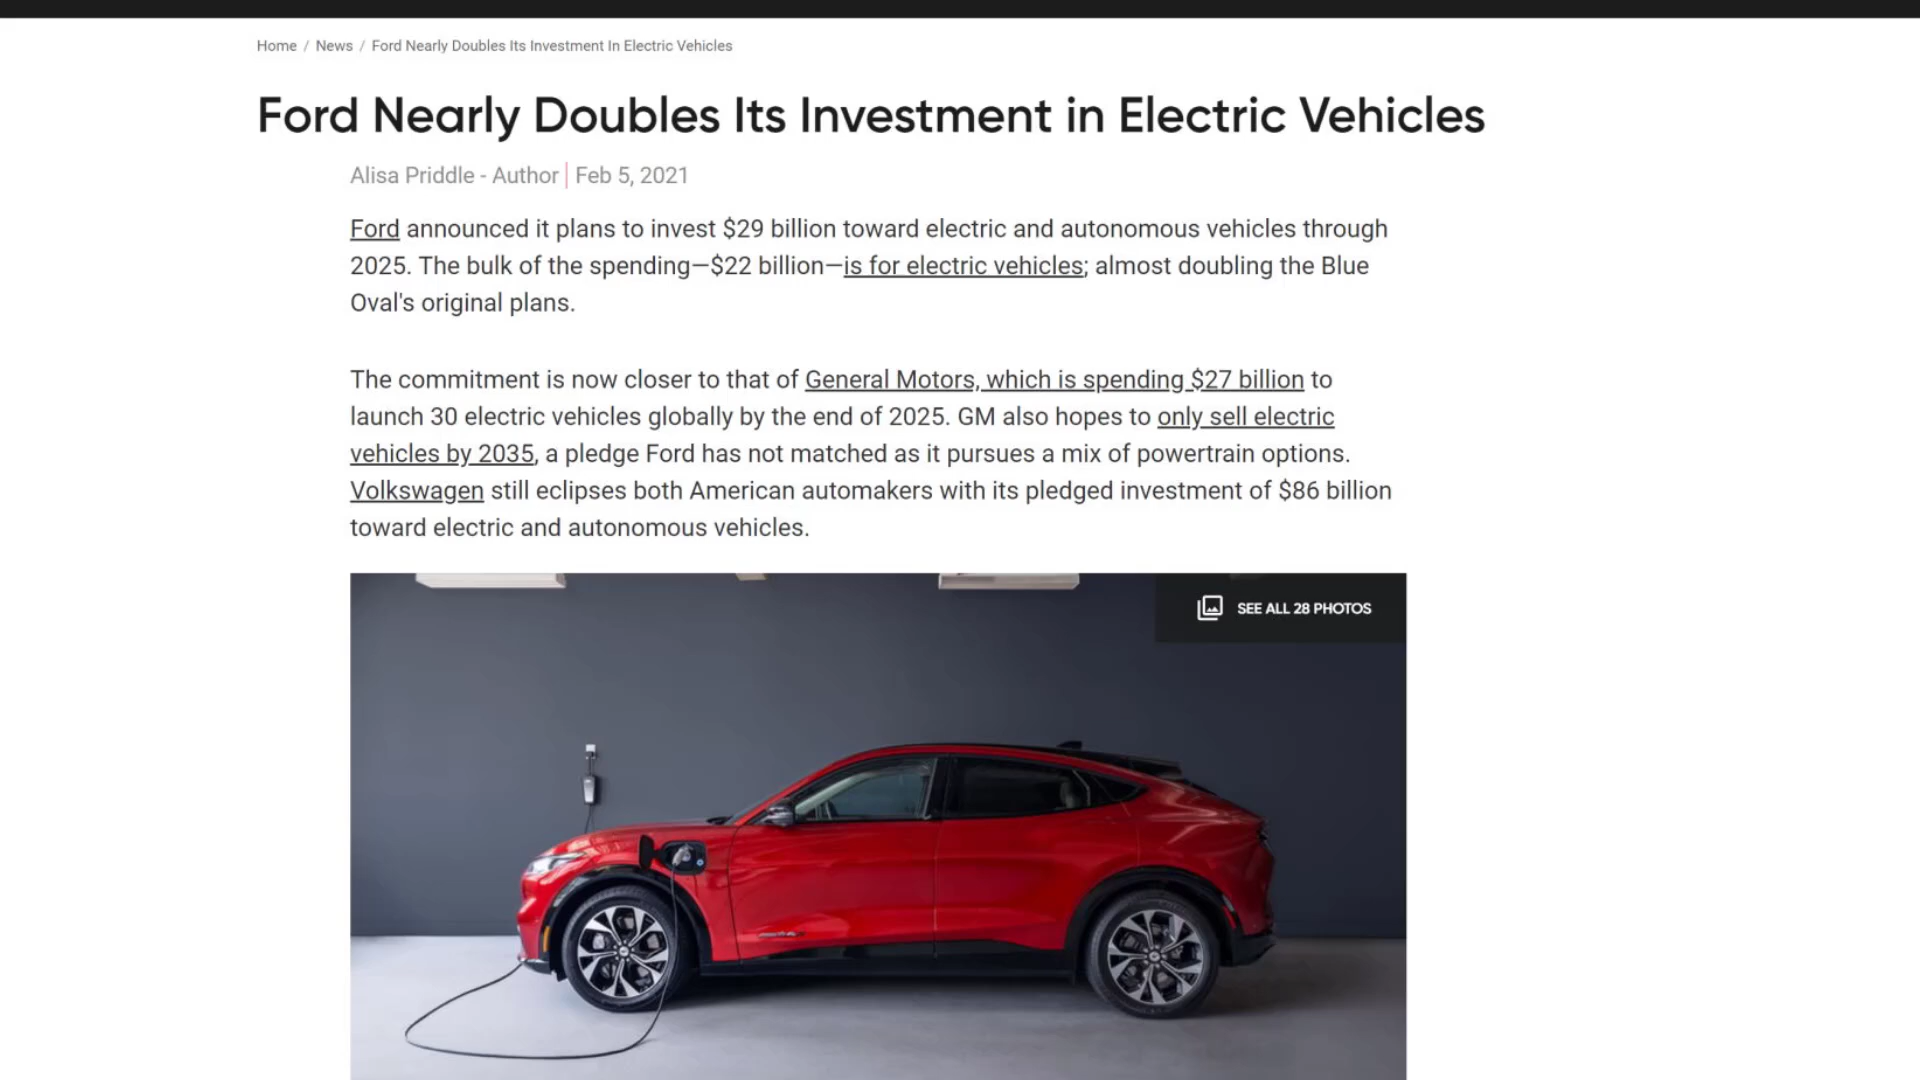 Home / News / Ford Nearly Doubles Its Investment In Electric Vehicles
Ford Nearly Doubles Its Investment in Electric Vehicles
Alisa Priddle - Author | Feb 5, 2021
Ford announced it plans to invest $29 billion toward electric and autonomous vehicles through
2025. The bulk of the spending—$22 billion—is for electric vehicles; almost doubling the Blue
Oval's original plans.
The commitment is now closer to that of General Motors, which is spending $27 billion to
launch 30 electric vehicles globally by the end of 2025. GM also hopes to only sell electric
vehicles by 2035, a pledge Ford has not matched as it pursues a mix of powertrain options.
Volkswagen still eclipses both American automakers with its pledged investment of $86 billion
toward electric and autonomous vehicles.
SEE ALL 28 PHOTOS